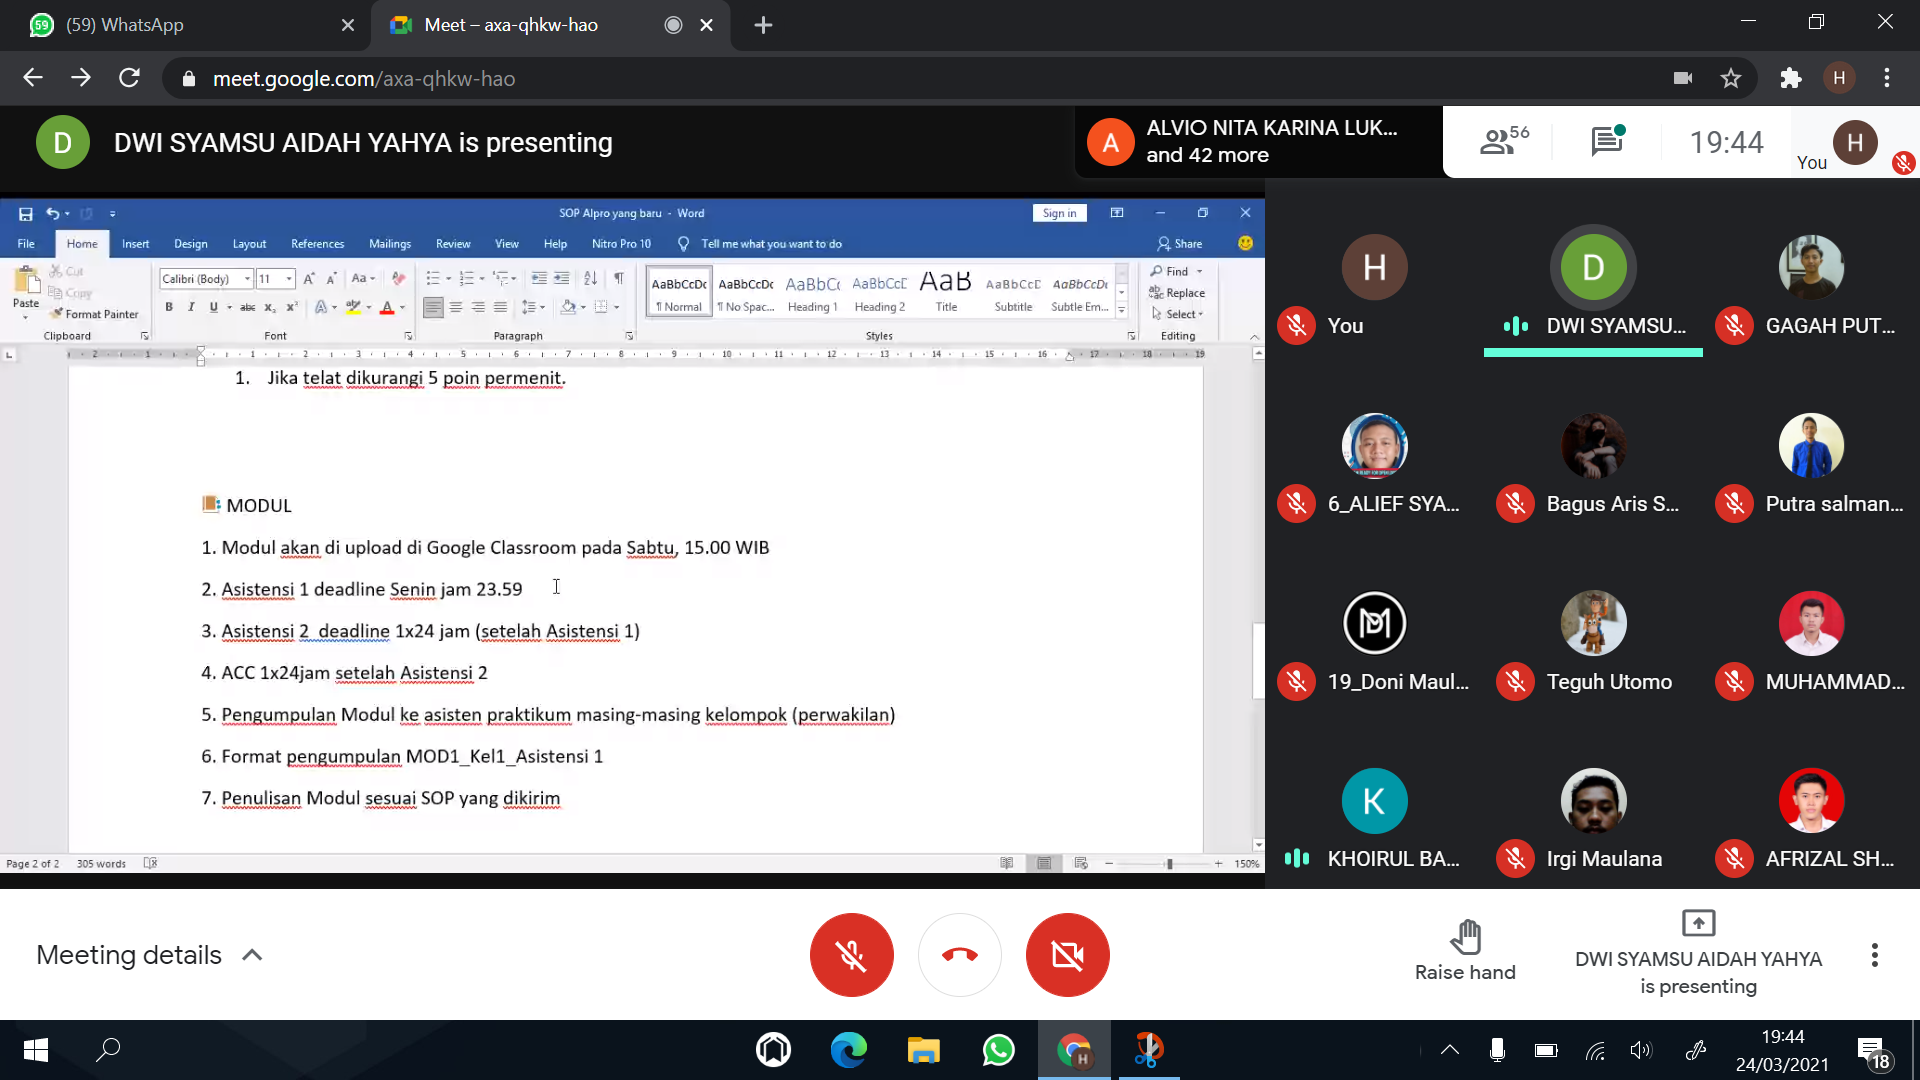 59
(59) WhatsApp
Meet – axa-qhkw-hao
meet.google.com/axa-qhkw-hao
H
D
DWI SYAMSU AIDAH YAHYA is presenting
A
ALVIO NITA KARINA LUK...
and 42 more
56
19:44
You
H
SOP Alpro yang baru - Word
Sign in
File
Home
Insert
Design
Layout
References
Mailings
Review
View
Help
Nitro Pro 10
Tell me what you want to do
Share
Paste
Cut
Copy
Format Painter
Clipboard
Calibri (Body)
11
Font
Paragraph
AaBbCcDc
¶ Normal
AaBbCcDc
¶ No Spac...
AaBbC(
Heading 1
AaBbCcC
Heading 2
AaB
Title
AaBbCcC
Subtitle
AaBbCcDt
Subtle Em...
Styles
Find
Replace
Select
Editing
1. Jika telat dikurangi 5 poin permenit.
MODUL
1. Modul akan di upload di Google Classroom pada Sabtu, 15.00 WIB
2. Asistensi 1 deadline Senin jam 23.59
3. Asistensi 2  deadline 1x24 jam (setelah Asistensi 1)
4. ACC 1x24jam setelah Asistensi 2
5. Pengumpulan Modul ke asisten praktikum masing-masing kelompok (perwakilan)
6. Format pengumpulan MOD1_Kel1_Asistensi 1
7. Penulisan Modul sesuai SOP yang dikirim
Page 2 of 2
305 words
150%
H
You
D
DWI SYAMSU...
GAGAH PUT...
6_ALIEF SYA...
Bagus Aris S...
Putra salman...
19_Doni Maul...
Teguh Utomo
MUHAMMAD...
K
KHOIRUL BA...
Irgi Maulana
AFRIZAL SH...
Meeting details
Raise hand
DWI SYAMSU AIDAH YAHYA
is presenting
H
19:44
24/03/2021
18